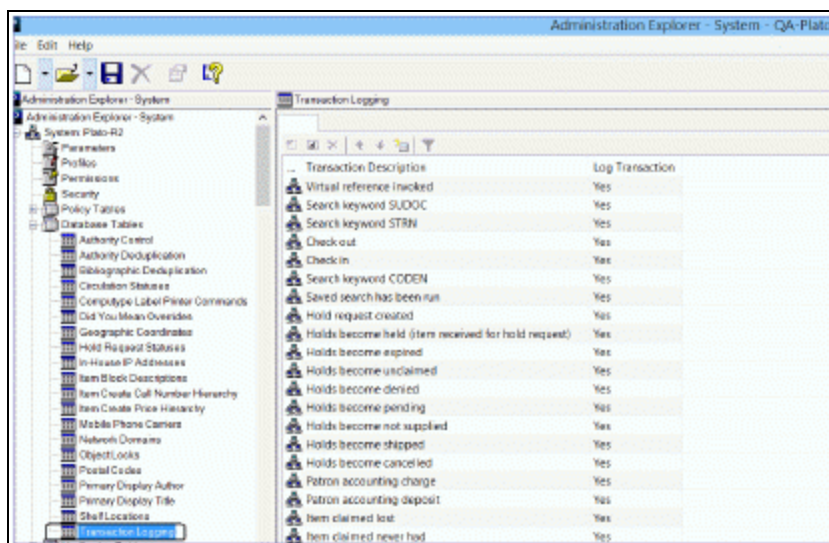 Administration Explorer - System - QA-Plato
ile Edit Help
Administration Explorer - System
Administration Explorer - System
System: Plato-R2
Parameters
Profiles
Permissions
Security
Policy Tables
Database Tables
Authority Control
Authority Deduplication
Bibliographic Deduplication
Circulation Statuses
Computype Label Printer Commands
Did You Mean Overrides
Geographic Coordinates
Hold Request Statuses
In-House IP Addresses
Item Block Descriptions
Item Create Call Number Hierarchy
Item Create Price Hierarchy
Mobile Phone Carriers
Network Domains
Object Locks
Postal Codes
Primary Display Author
Primary Display Title
Shelf Locations
Transaction Logging
Transaction Logging
... Transaction Description Log Transaction
Virtual reference invoked Yes
Search keyword SUDOC Yes
Search keyword STRN Yes
Check out Yes
Check in Yes
Search keyword CODEN Yes
Saved search has been run Yes
Hold request created Yes
Holds become held (item received for hold request) Yes
Holds become expired Yes
Holds become unclaimed Yes
Holds become denied Yes
Holds become pending Yes
Holds become not supplied Yes
Holds become shipped Yes
Holds become cancelled Yes
Patron accounting charge Yes
Patron accounting deposit Yes
Item claimed lost Yes
Item claimed never had Yes